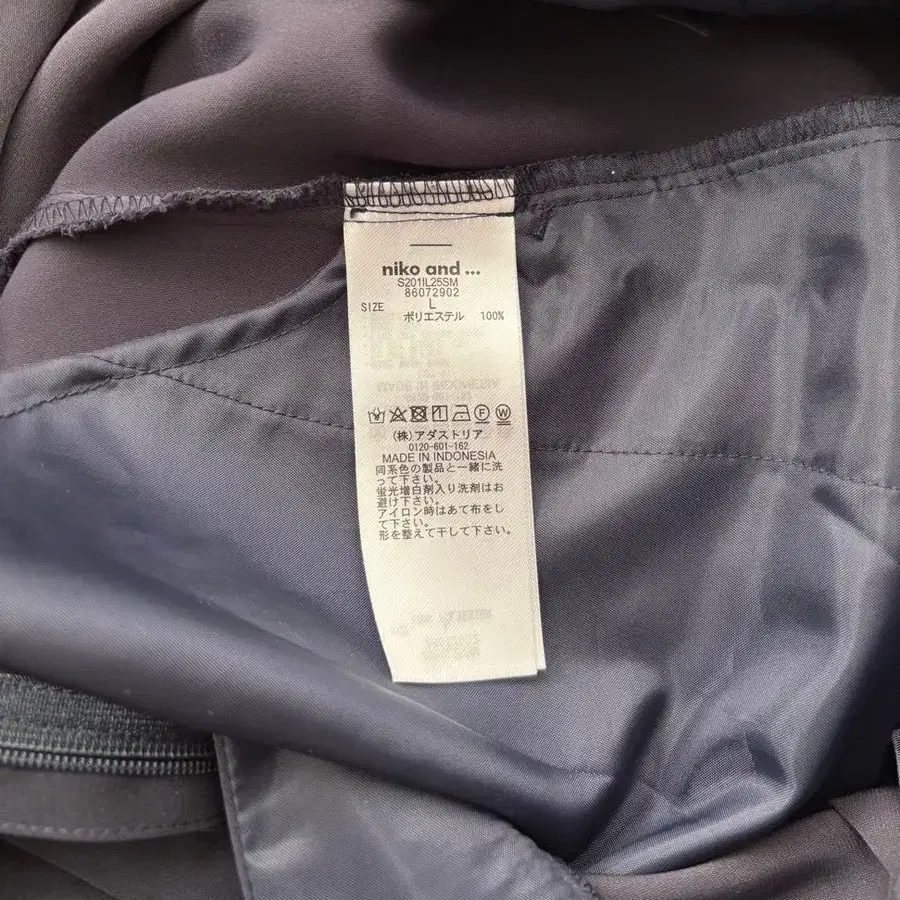 niko and ...
S201IL25SM
86072902
SIZE L
ポリエステル 100%
(株)アダストリア
0120-601-162
MADE IN INDONESIA
同系色の製品と一緒に洗
って下さい。
蛍光増白剤入り洗剤はお
避け下さい。
アイロン時はあて布をし
て下さい。
形を整えて干して下さい。